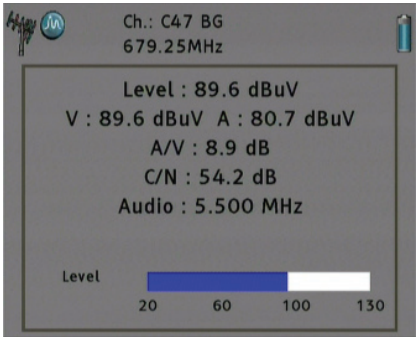 Ch.: C47 BG
679.25MHz
Level : 89.6 dBuV
V : 89.6 dBuV A : 80.7 dBuV
A/V : 8.9 dB
C/N : 54.2 dB
Audio : 5.500 MHz
Level
20 60 100 130